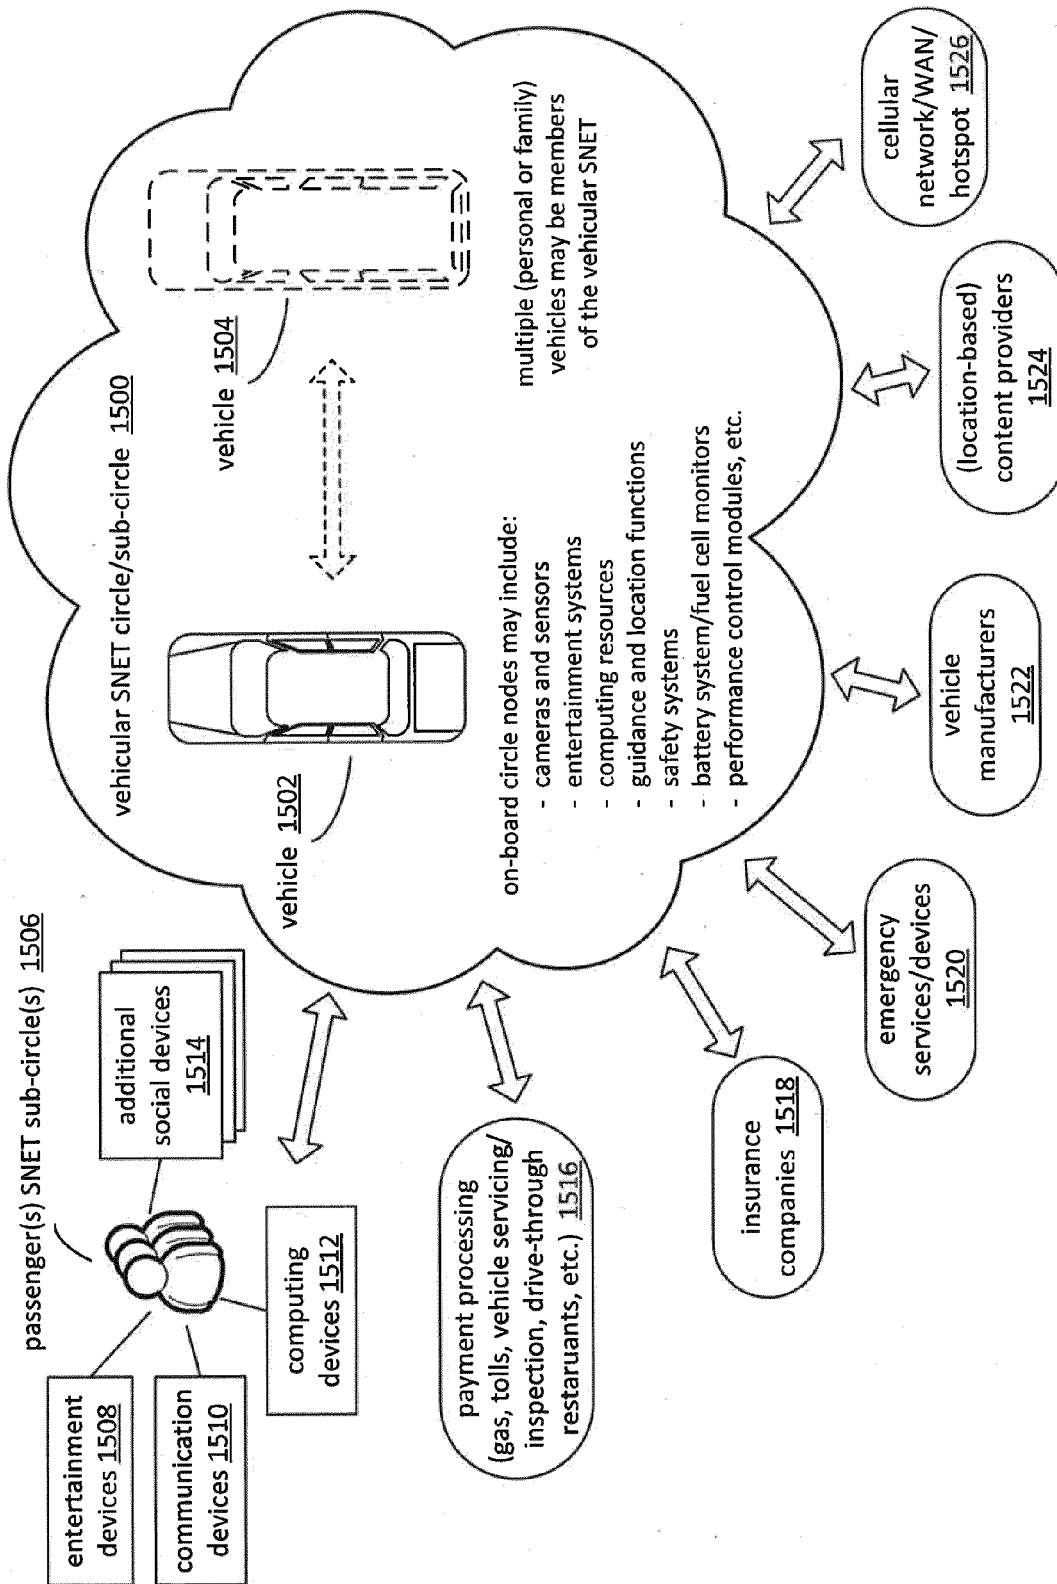 passenger(s) SNET sub-circle(s) 1506
entertainment
devices 1508
communication
devices 1510
computing
devices 1512
additional
social devices
1514
vehicular SNET circle/sub-circle 1500
vehicle 1502
vehicle 1504
on-board circle nodes may include:
- cameras and sensors
- entertainment systems
- computing resources
- guidance and location functions
- safety systems
- battery system/fuel cell monitors
- performance control modules, etc.
multiple (personal or family)
vehicles may be members
of the vehicular SNET
payment processing
(gas, tolls, vehicle servicing/
inspection, drive-through
restaruants, etc.) 1516
insurance
companies 1518
emergency
services/devices
1520
vehicle
manufacturers
1522
(location-based)
content providers
1524
cellular
network/WAN/
hotspot 1526